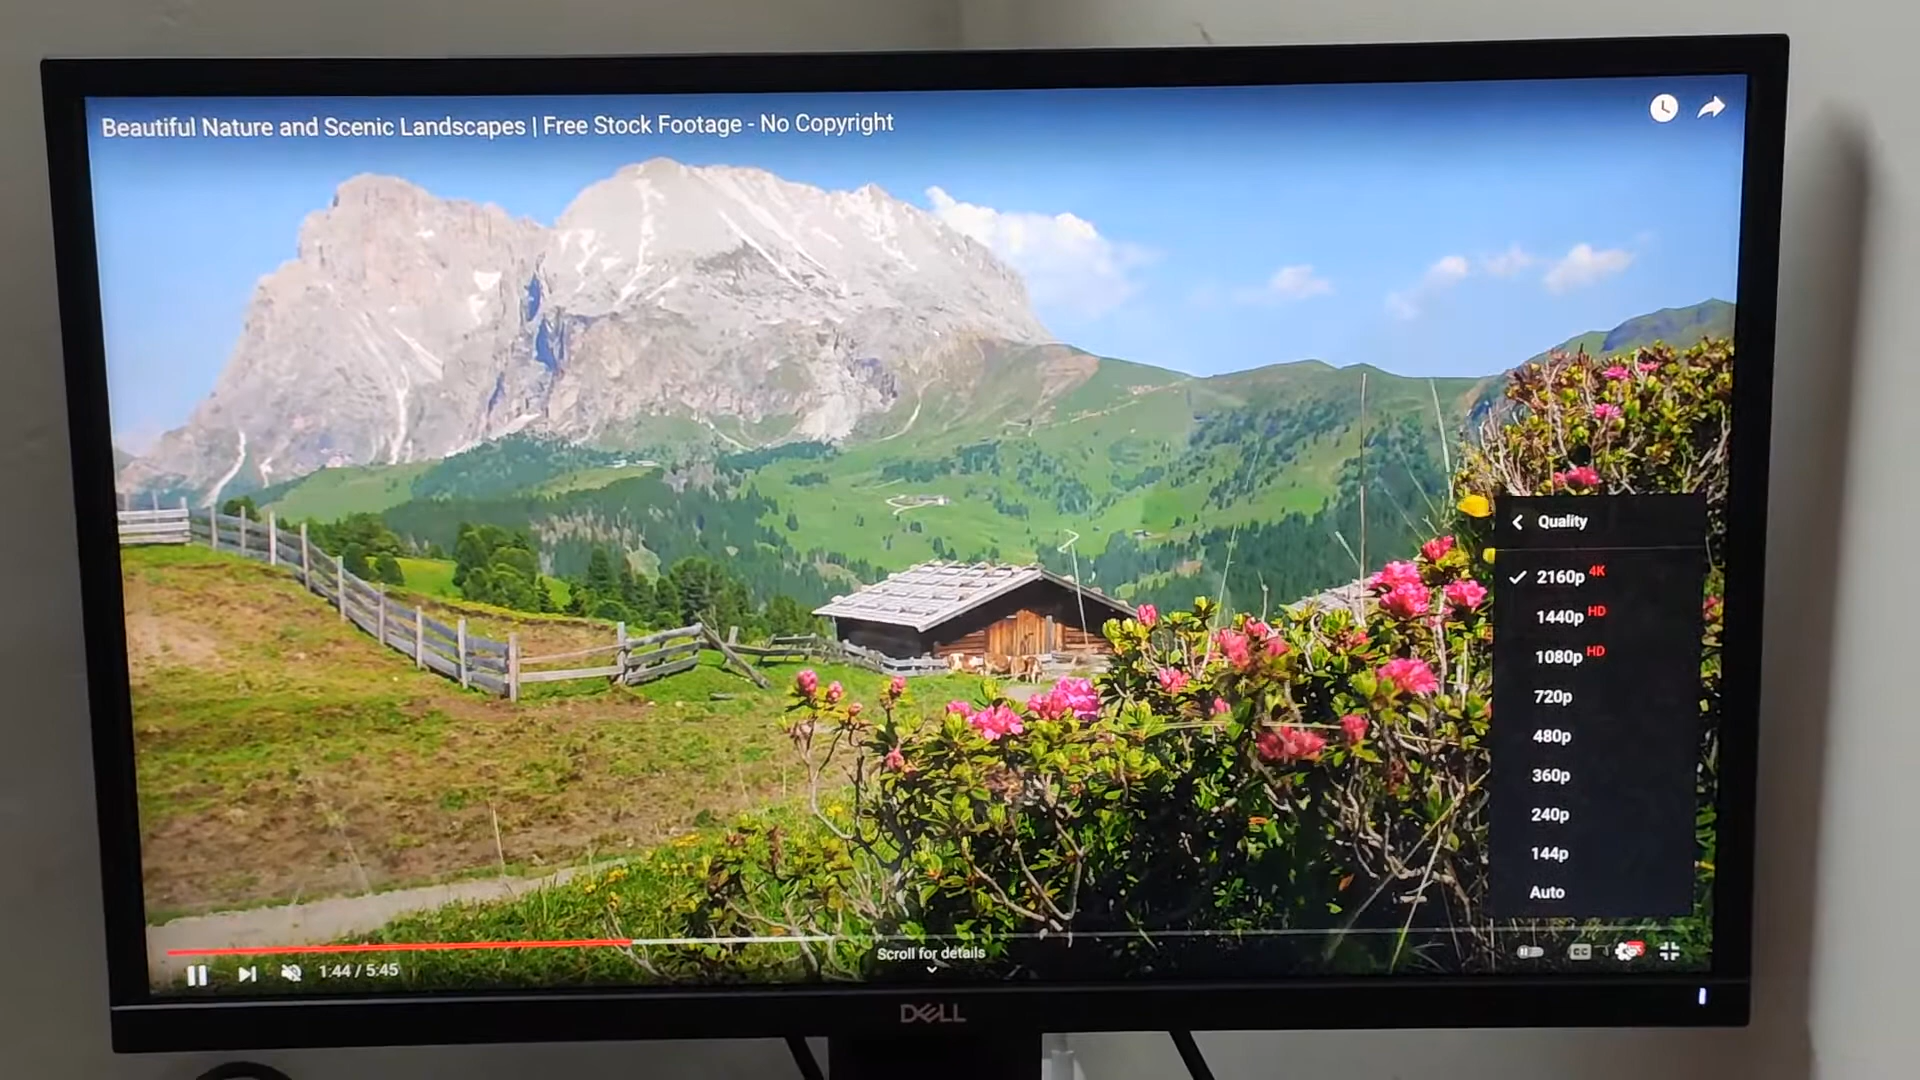 Beautiful Nature and Scenic Landscapes | Free Stock Footage - No Copyright
Quality
2160p 4K
1440p HD
1080p HD
720p
480p
360p
240p
144p
Auto
Scroll for details
1:44 / 5:45
CC
DELL